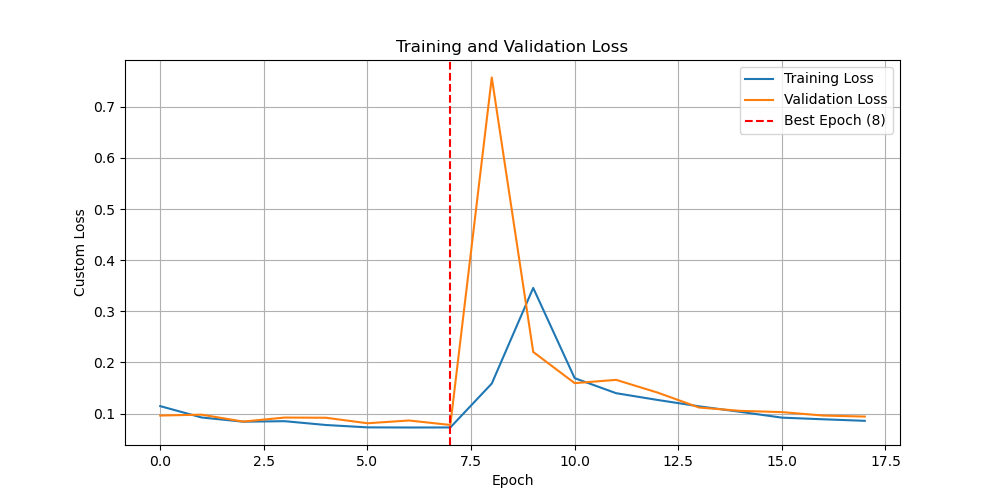 Training and Validation Loss
Training Loss
Validation Loss
Best Epoch (8)
Custom Loss
0.7
0.6
0.5
0.4
0.3
0.2
0.1
0.0 2.5 5.0 7.5 10.0 12.5 15.0 17.5
Epoch